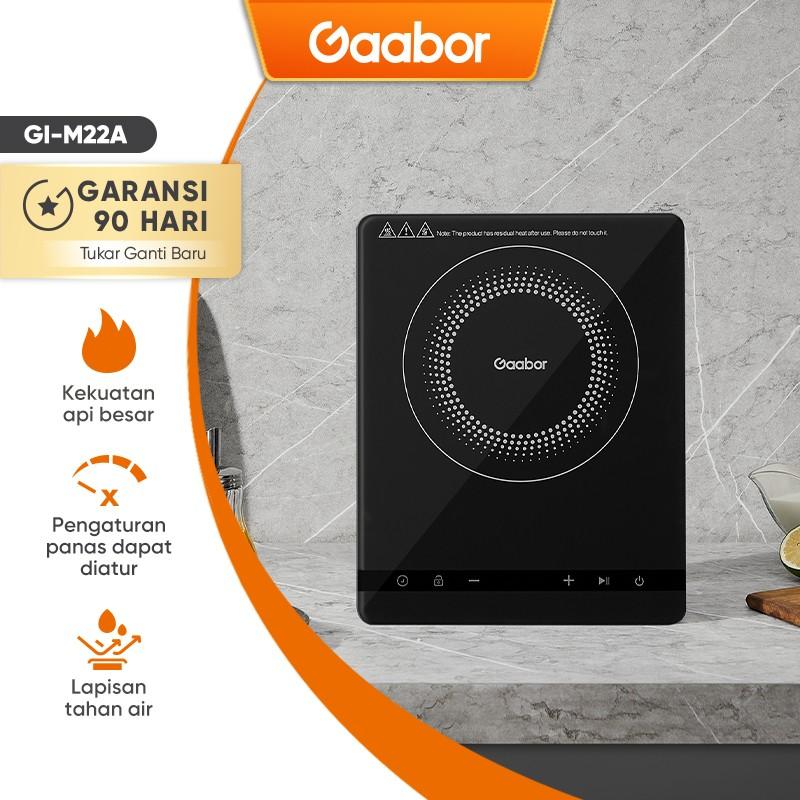 Gaabor
GI-M22A
GARANSI
90 HARI
Tukar Ganti Baru
Kekuatan
api besar
x
Pengaturan
panas dapat
diatur
Lapisan
tahan air
Note: The product has residual heat after use. Please do not touch it.
Gaabor